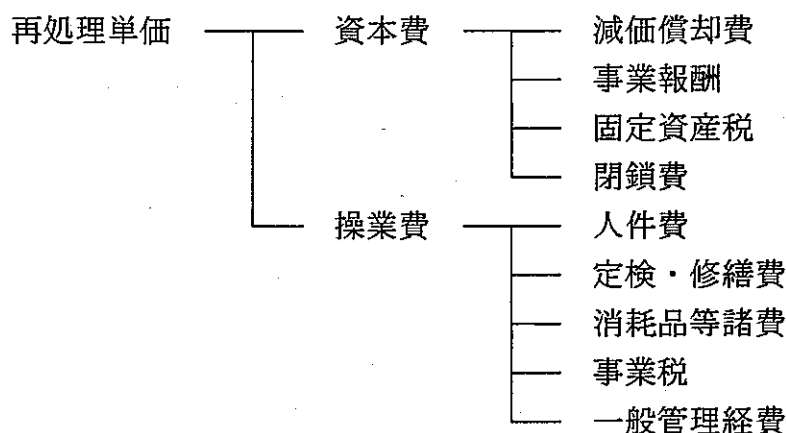 再処理単価 資本費 減価償却費
事業報酬
固定資産税
閉鎖費
操業費 人件費
定検・修繕費
消耗品等諸費
事業税
一般管理経費